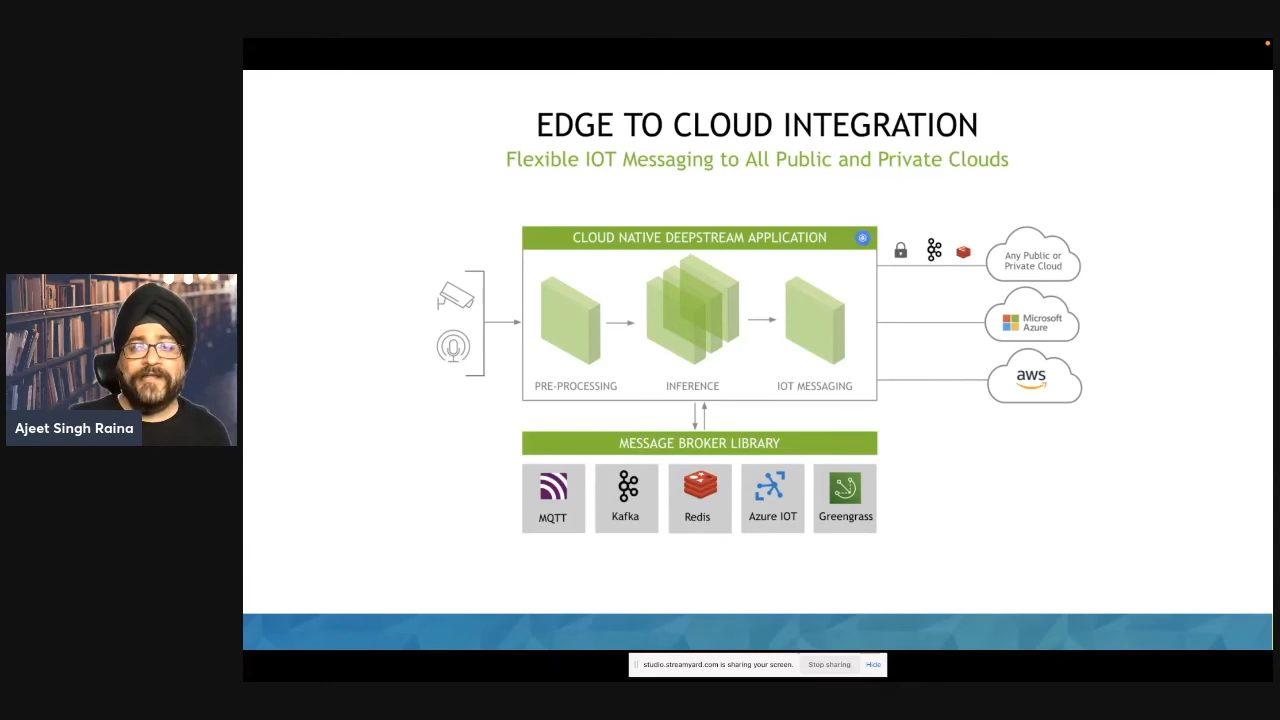 EDGE TO CLOUD INTEGRATION
Flexible IOT Messaging to All Public and Private Clouds
CLOUD NATIVE DEEPSTREAM APPLICATION
PRE-PROCESSING
INFERENCE
IOT MESSAGING
Any Public or
Private Cloud
Microsoft
Azure
aws
MESSAGE BROKER LIBRARY
MQTT
Kafka
Redis
Azure IOT
Greengrass
Ajeet Singh Raina
studio.streamyard.com is sharing your screen.
Stop sharing
Hide